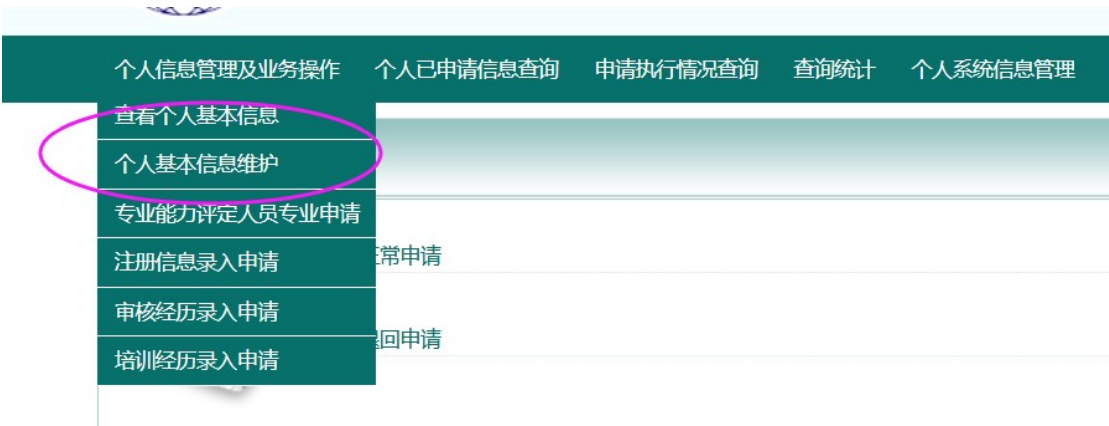 个人信息管理及业务操作 个人已申请信息查询 申请执行情况查询 查询统计 个人系统信息管理
查看个人基本信息
个人基本信息维护
专业能力评定人员专业申请
注册信息录入申请
常申请
审核经历录入申请
回申请
培训经历录入申请